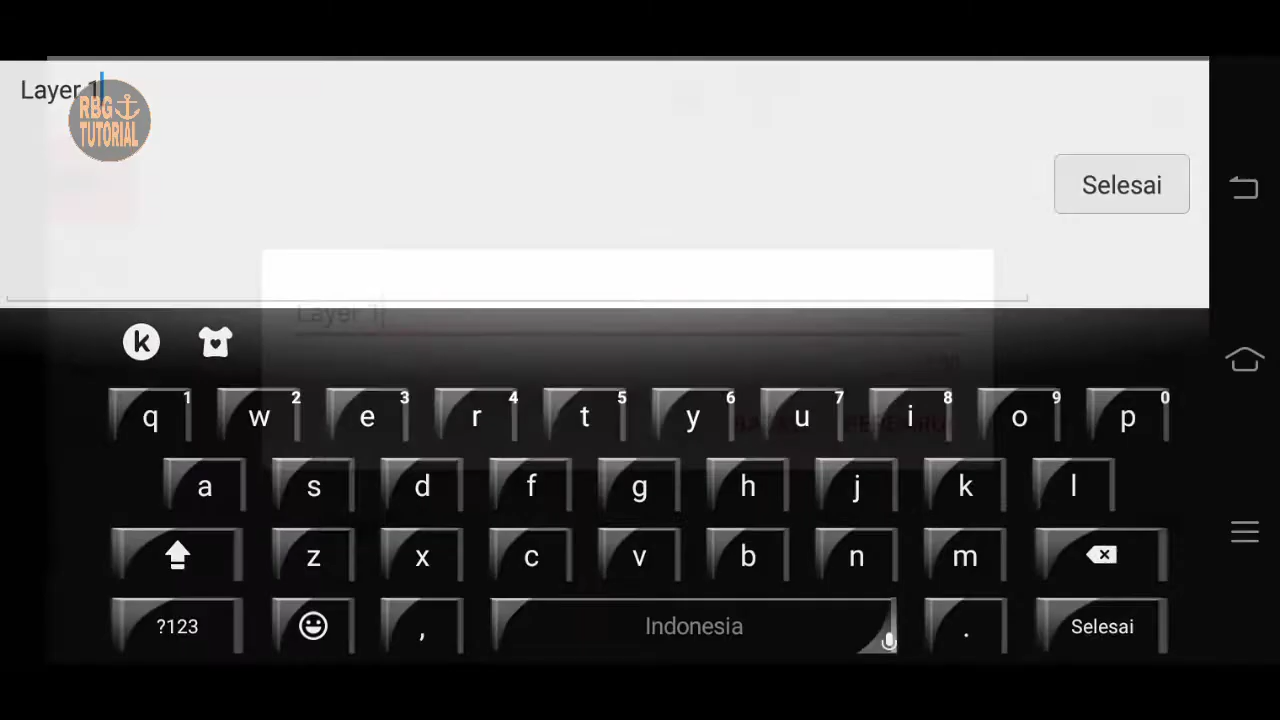 Layer 1
RBG
TUTORIAL
Selesai
Layer 1
k
q 1 w 2 e 3 r 4 t 5 y 6 u 7 i 8 o 9 p 0
a s d f g h j k l
z x c v b n m
?123 , Indonesia . Selesai